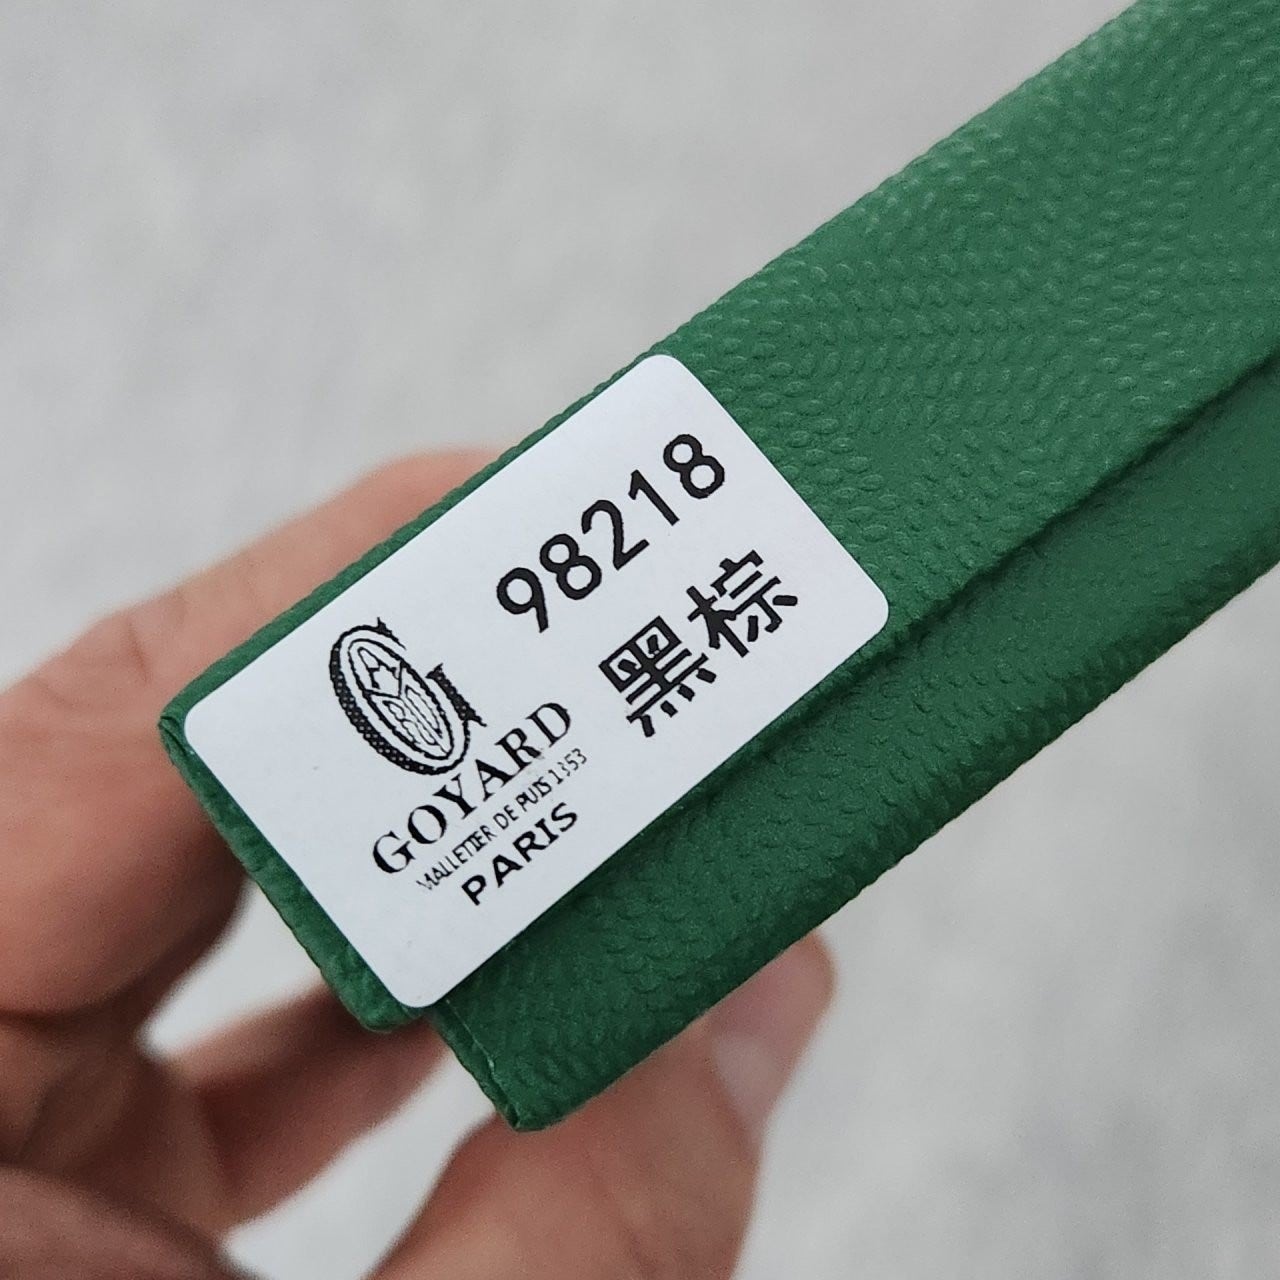 98218
黑棕
GOYARD
MALLETIER DE PUIS 1353
PARIS